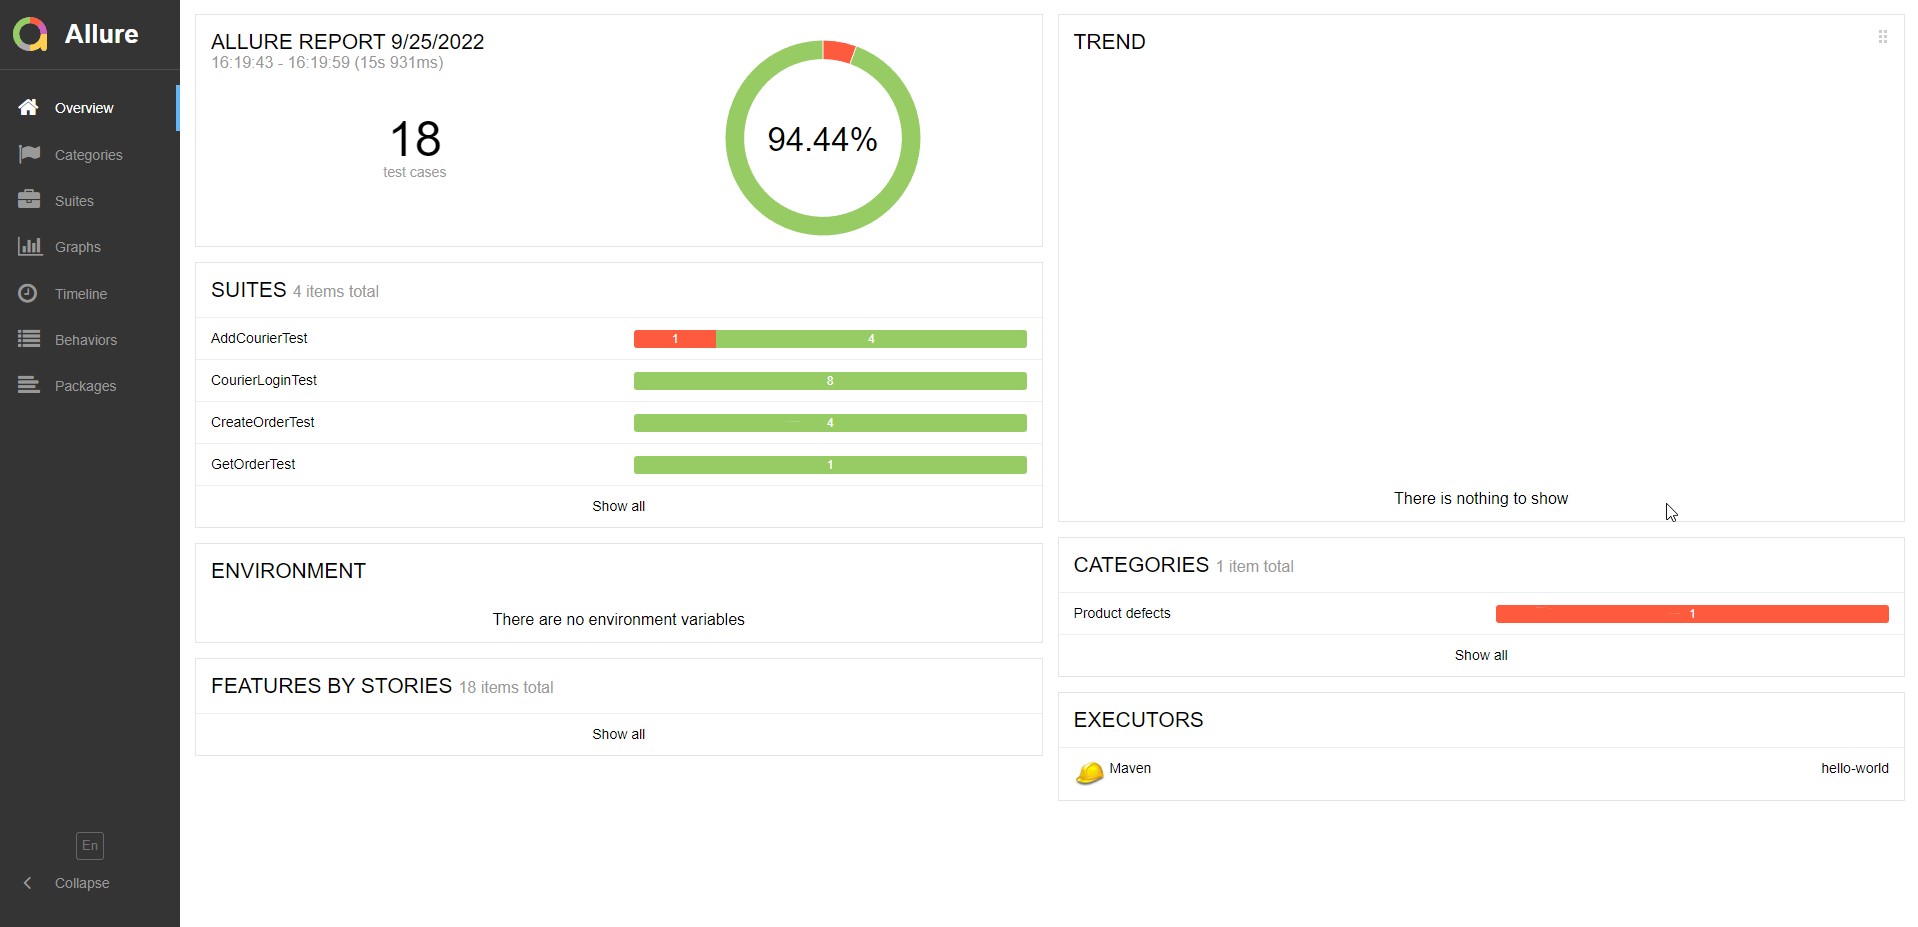 Allure
Overview
Categories
Suites
Graphs
Timeline
Behaviors
Packages
En
Collapse
ALLURE REPORT 9/25/2022
16:19:43 - 16:19:59 (15s 931ms)
18
test cases
94.44%
SUITES 4 items total
AddCourierTest 1 4
CourierLoginTest 8
CreateOrderTest 4
GetOrderTest 1
Show all
ENVIRONMENT
There are no environment variables
FEATURES BY STORIES 18 items total
Show all
TREND
There is nothing to show
CATEGORIES 1 item total
Product defects 1
Show all
EXECUTORS
Maven hello-world